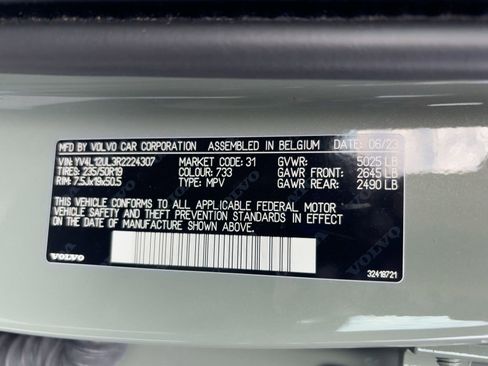 MFD BY VOLVO CAR CORPORATION ASSEMBLED IN BELGIUM DATE: 06/23
VIN: YV4L12UL3R2224307 MARKET CODE: 31 GVWR: 5025 LB
TIRES: 235/50R19 COLOUR: 733 GAWR FRONT: 2645 LB
RIM: 7.5Jx19x50.5 TYPE: MPV GAWR REAR: 2490 LB
THIS VEHICLE CONFORMS TO ALL APPLICABLE FEDERAL MOTOR
VEHICLE SAFETY AND THEFT PREVENTION STANDARDS IN EFFECT
ON THE DATE OF MANUFACTURE SHOWN ABOVE.
VOLVO
32418721